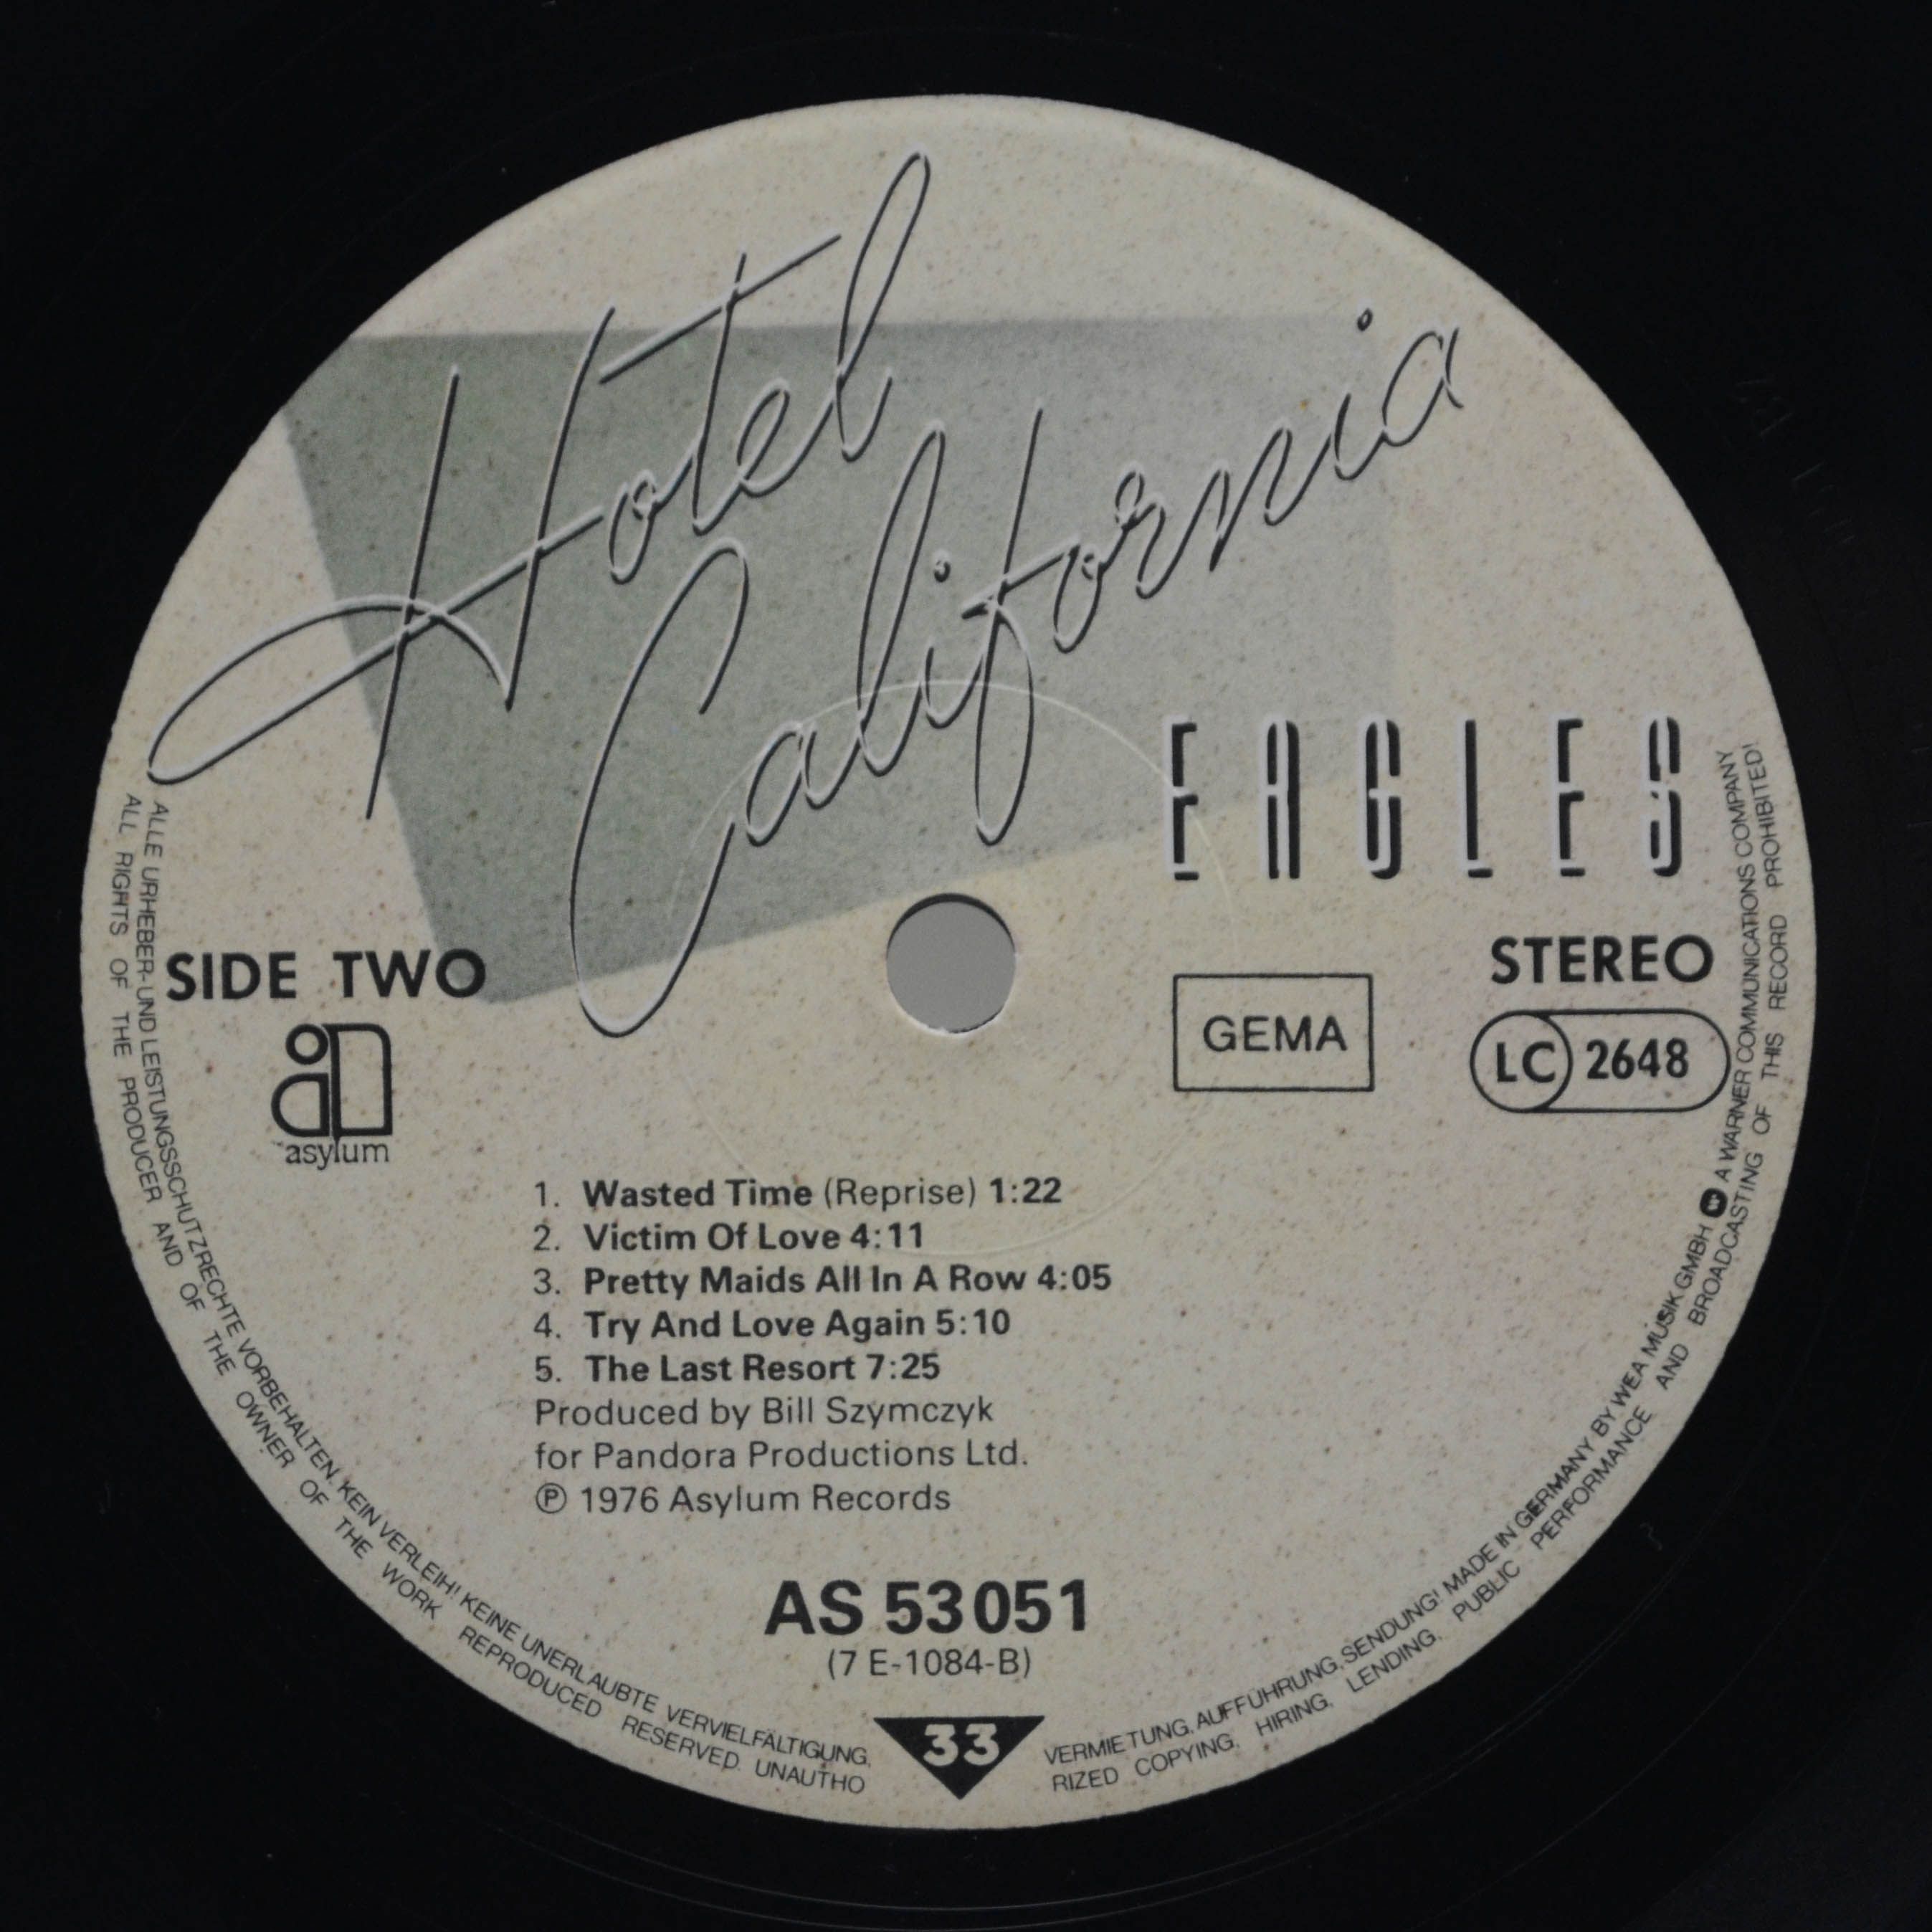 Hotel
California
EAGLES
SIDE TWO
STEREO
GEMA
LC 2648
asylum
1. Wasted Time (Reprise) 1:22
2. Victim Of Love 4:11
3. Pretty Maids All In A Row 4:05
4. Try And Love Again 5:10
5. The Last Resort 7:25
Produced by Bill Szymczyk
for Pandora Productions Ltd.
℗ 1976 Asylum Records
AS 53051
(7 E-1084-B)
33
ALLE URHEBER- UND LEISTUNGSSCHUTZRECHTE VORBEHALTEN. KEIN VERLEIH! KEINE UNERLAUBTE VERVIELFÄLTIGUNG, VERMIETUNG, AUFFÜHRUNG, SENDUNG! MADE IN GERMANY BY WEA MUSIK GMBH A WARNER COMMUNICATIONS COMPANY
ALL RIGHTS OF THE PRODUCER AND OF THE OWNER OF THE WORK REPRODUCED RESERVED. UNAUTHORIZED COPYING, HIRING, LENDING, PUBLIC PERFORMANCE AND BROADCASTING OF THIS RECORD PROHIBITED!